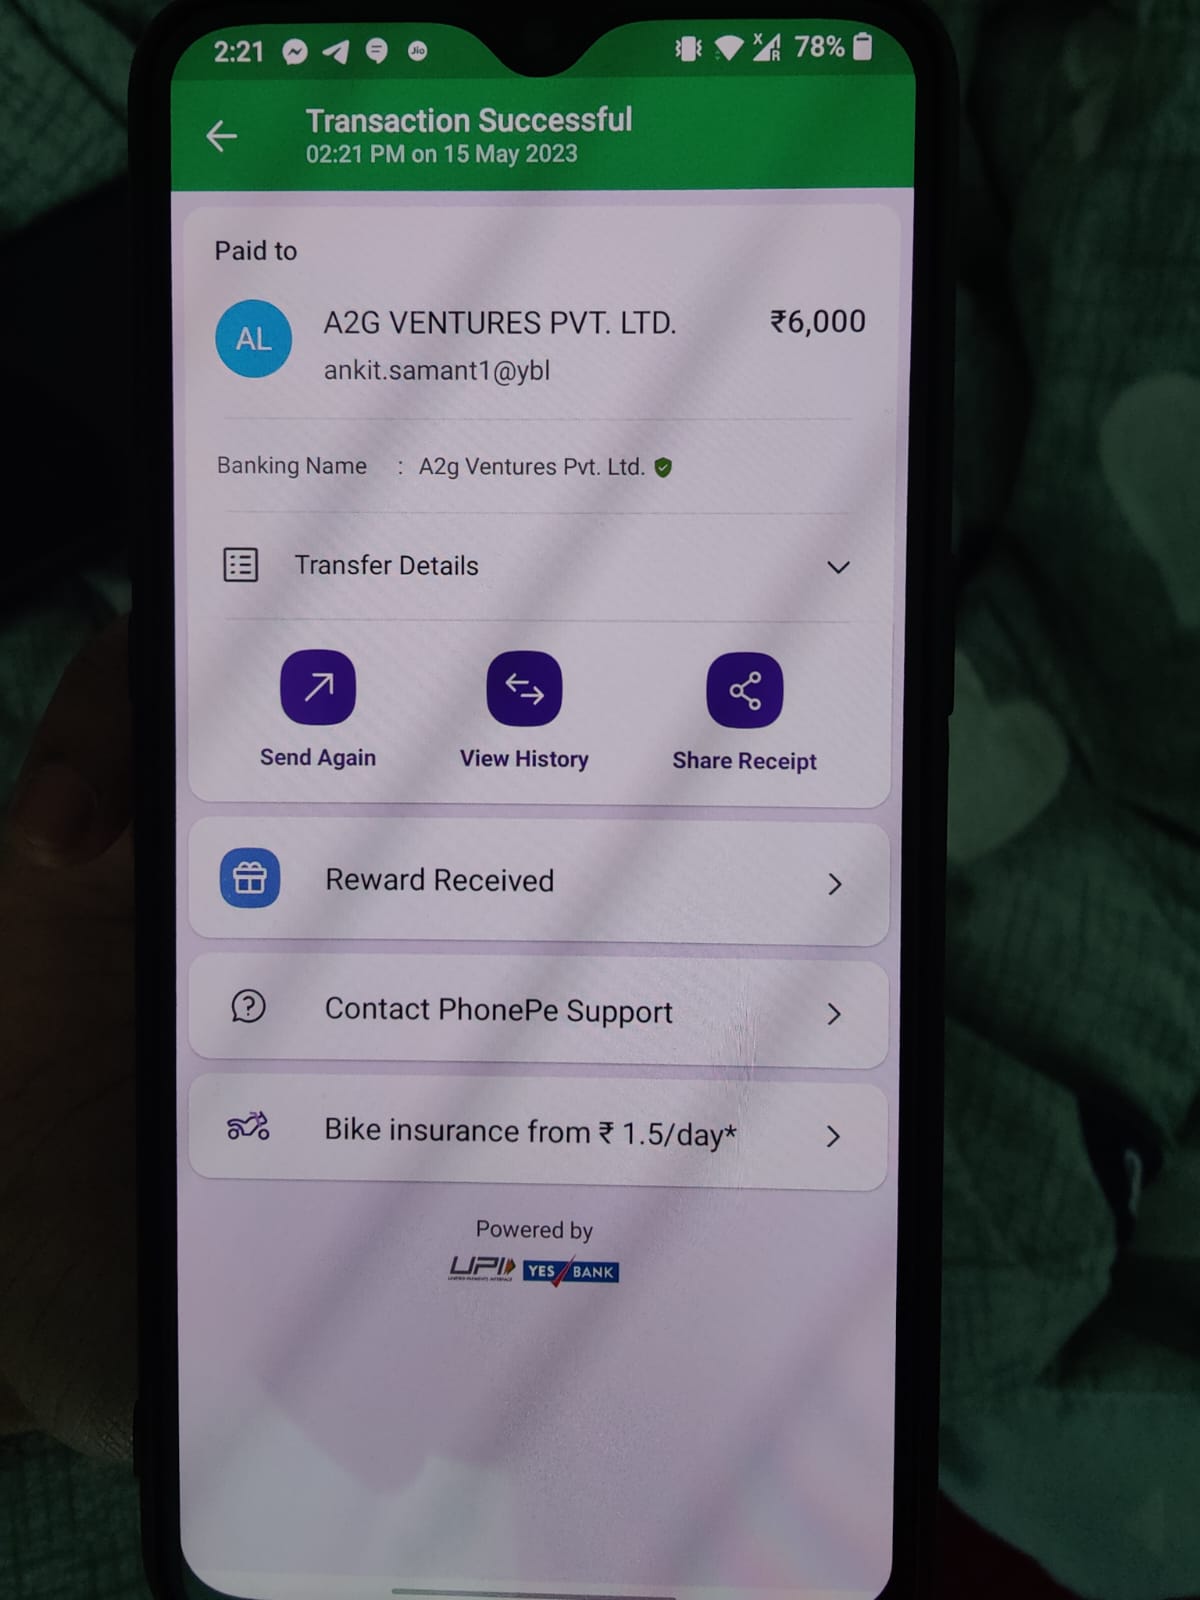 2:21 Jio 78%
Transaction Successful
02:21 PM on 15 May 2023
Paid to
AL A2G VENTURES PVT. LTD. ₹6,000
ankit.samant1@ybl
Banking Name : A2g Ventures Pvt. Ltd.
Transfer Details
Send Again View History Share Receipt
Reward Received
Contact PhonePe Support
Bike insurance from ₹ 1.5/day*
Powered by
UPI YES BANK